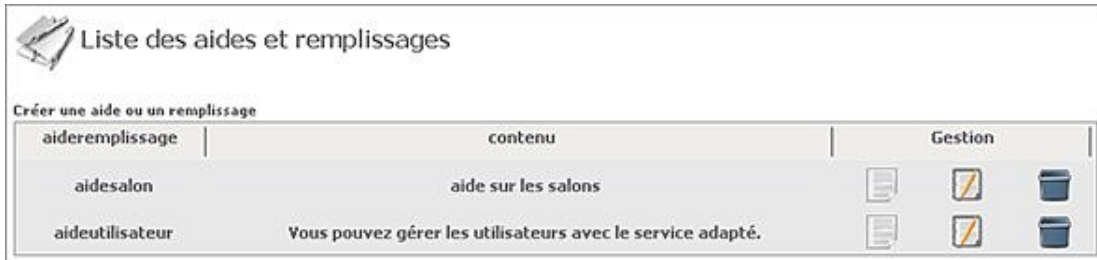 Liste des aides et remplissages
Créer une aide ou un remplissage
aideremplissage contenu Gestion
aidesalon aide sur les salons
aideutilisateur Vous pouvez gérer les utilisateurs avec le service adapté.